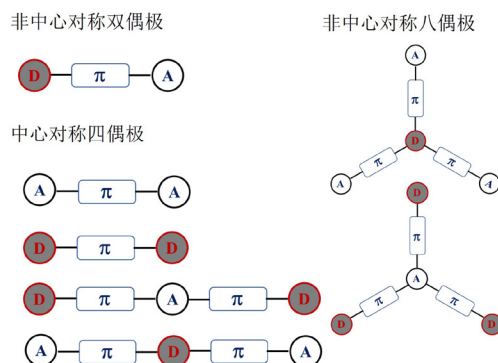 非中心对称双偶极
D π A
中心对称四偶极
A π A
D π D
D π A π D
A π D π A
非中心对称八偶极
A
π
D
π π
A A
D
π
A
π π
D D